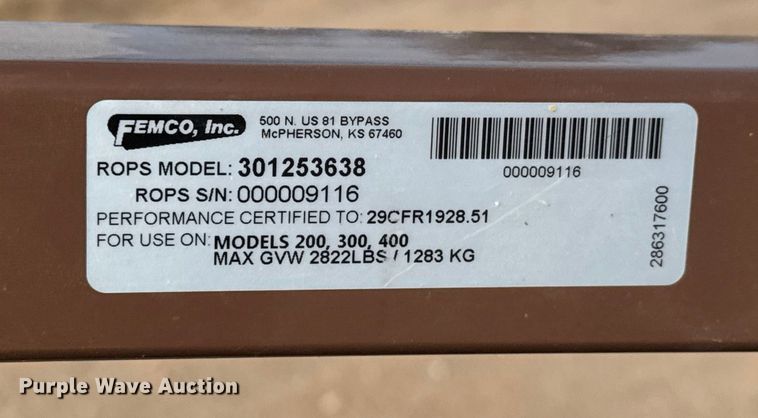 FEMCO, Inc.
500 N. US 81 BYPASS
McPHERSON, KS 67460
ROPS MODEL: 301253638
ROPS S/N: 000009116
PERFORMANCE CERTIFIED TO: 29CFR1928.51
FOR USE ON: MODELS 200, 300, 400
MAX GVW 2822LBS / 1283 KG
000009116
286317600
Purple Wave Auction